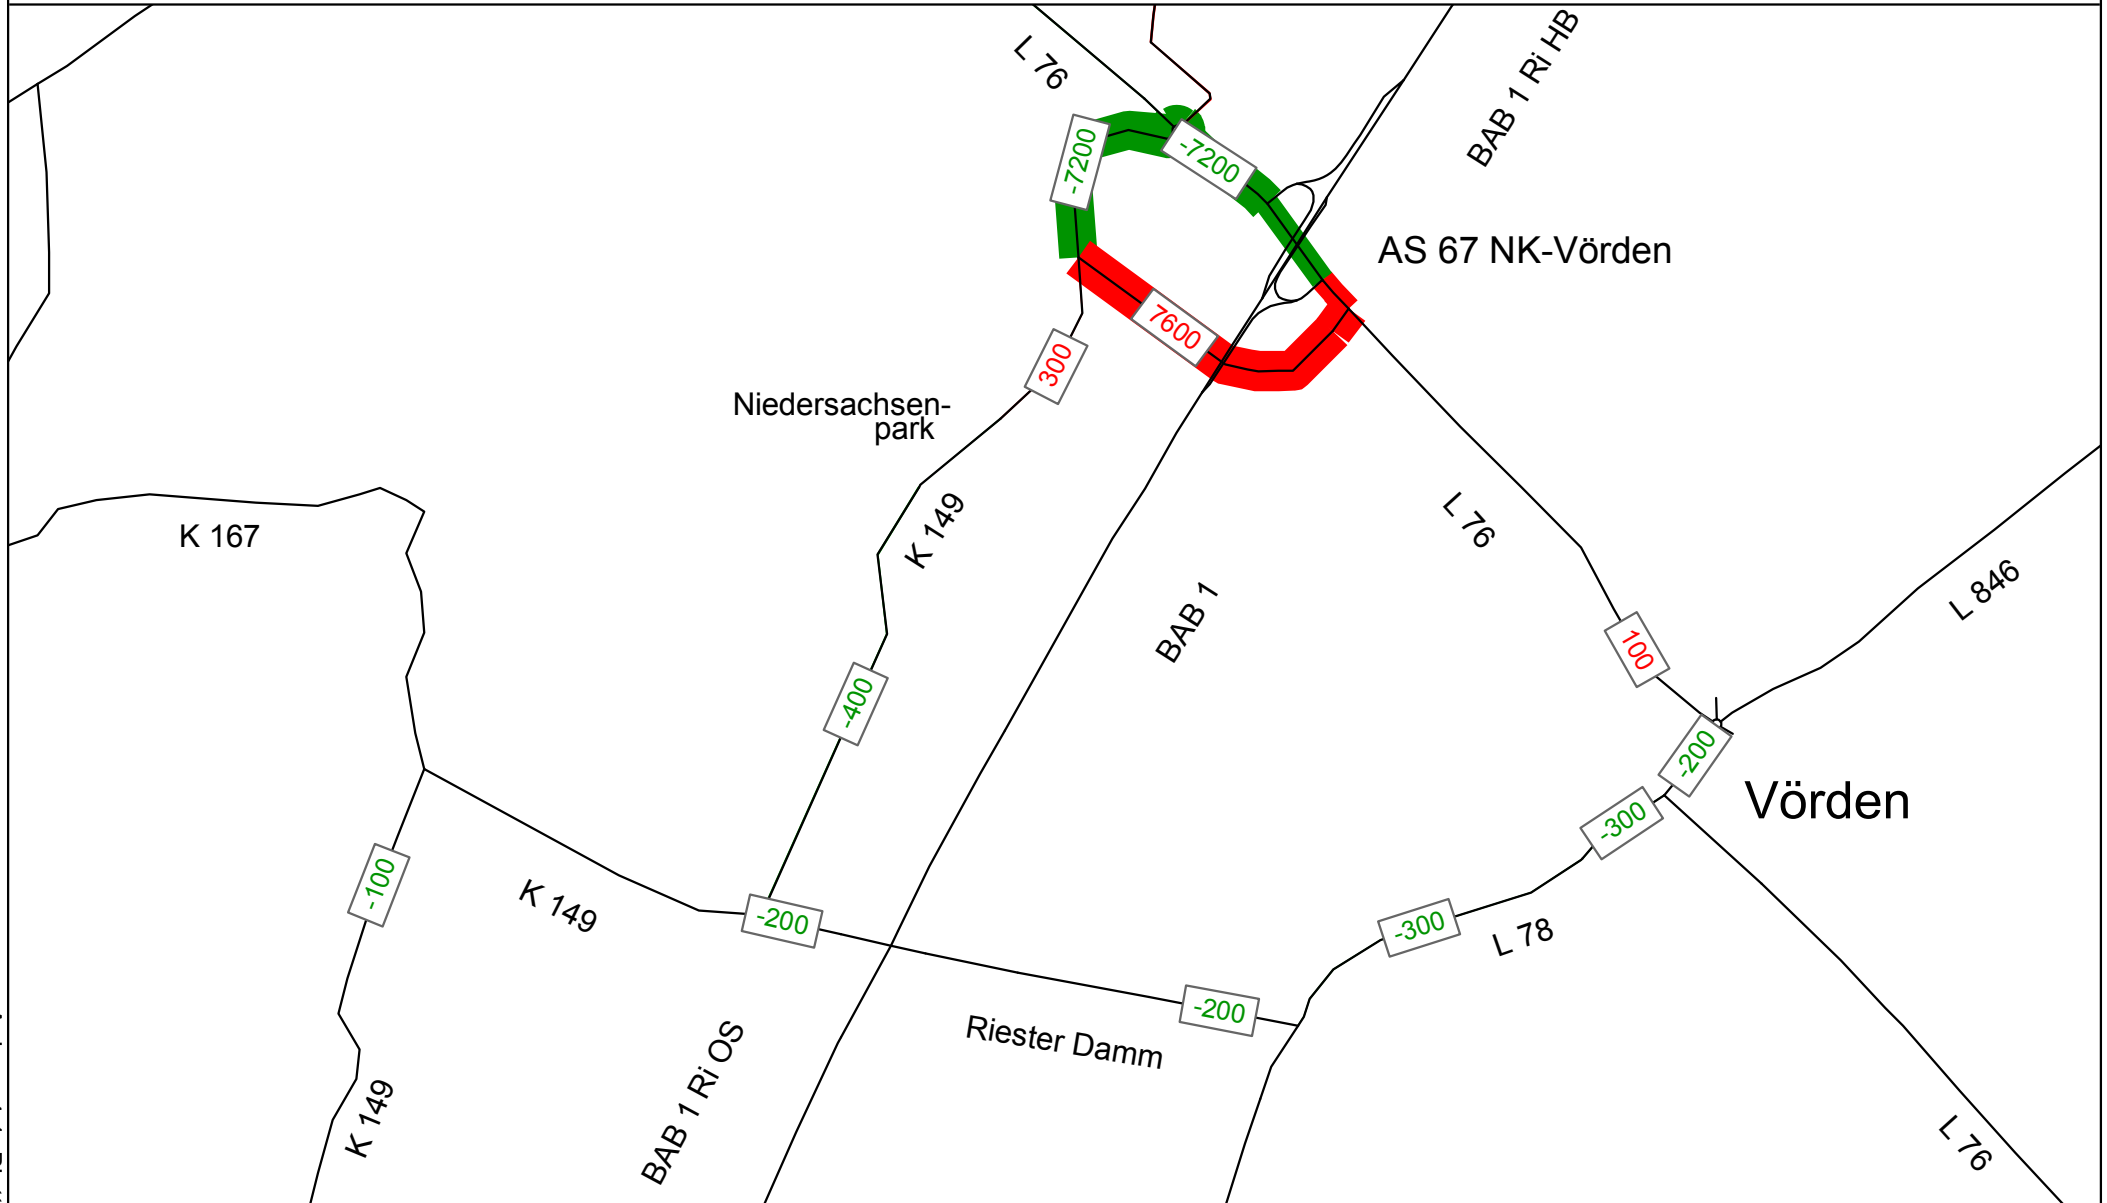 L 76
BAB 1 Ri HB
-7200
-7200
AS 67 NK-Vörden
7600
300
Niedersachsen-
park
K 149
L 76
K 167
BAB 1
L 846
100
-400
-200
Vörden
-300
-100
K 149
-200
-300
L 78
-200
Riester Damm
BAB 1 Ri OS
K 149
L 76